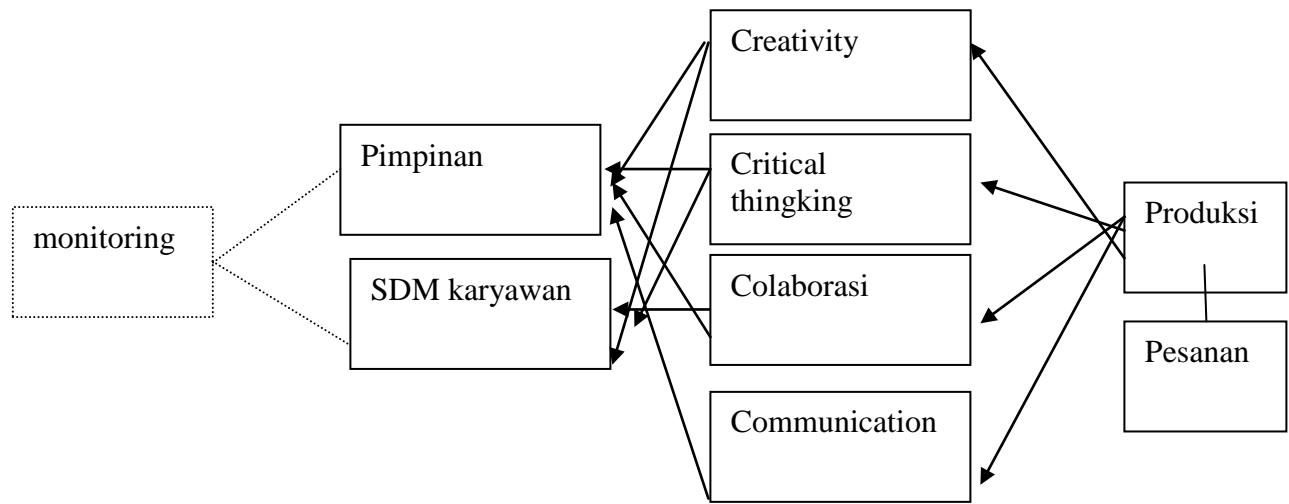 monitoring
Pimpinan
SDM karyawan
Creativity
Critical
thingking
Colaborasi
Communication
Produksi
Pesanan